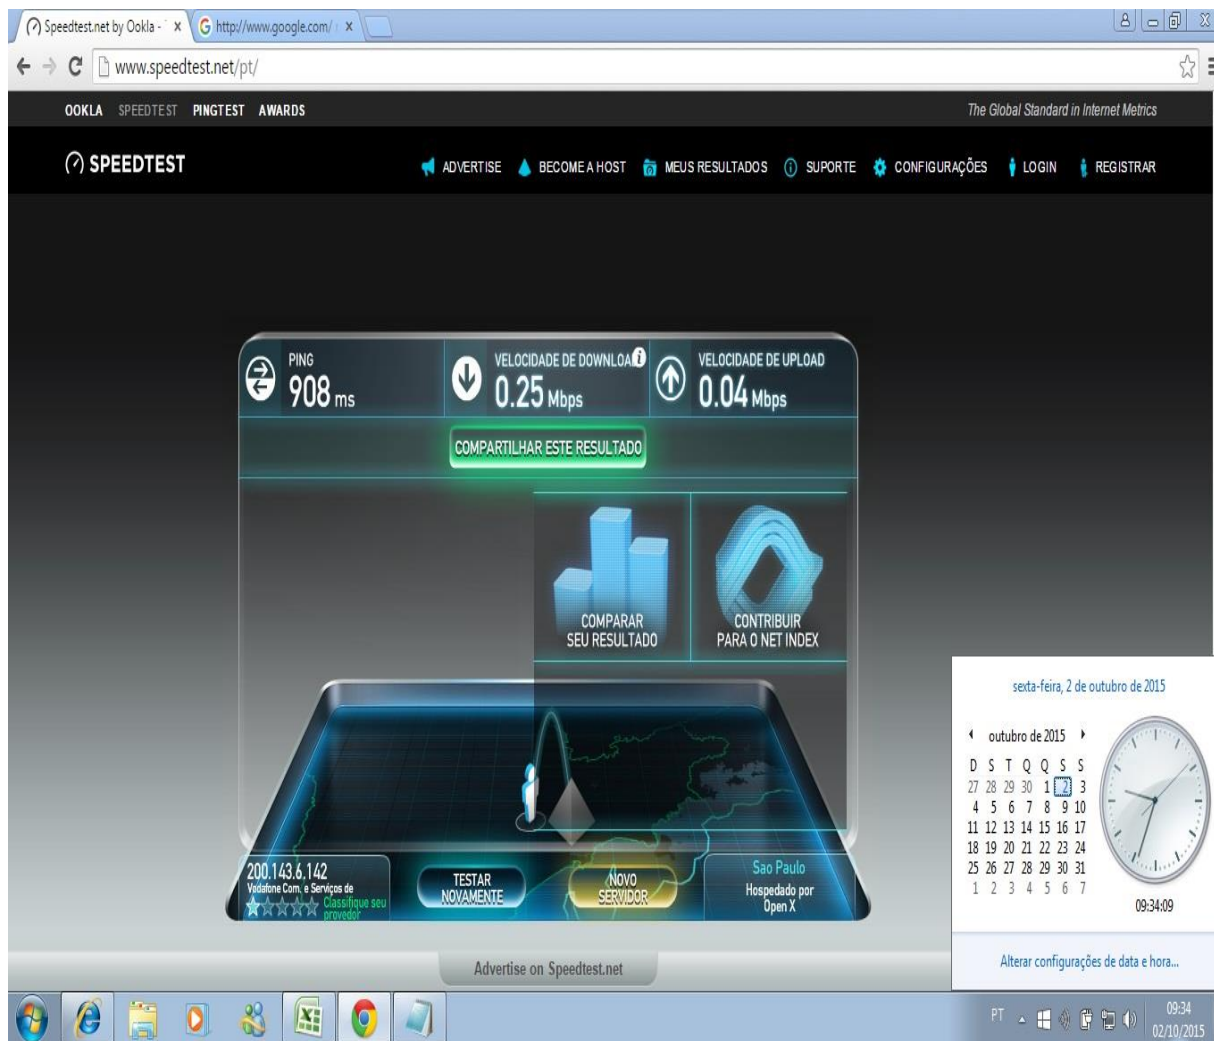 Speedtest.net by Ookla -
http://www.google.com/
www.speedtest.net/pt/
OOKLA SPEEDTEST PINGTEST AWARDS
The Global Standard in Internet Metrics
SPEEDTEST
ADVERTISE BECOME A HOST MEUS RESULTADOS SUPORTE CONFIGURAÇÕES LOGIN REGISTRAR
PING
908 ms
VELOCIDADE DE DOWNLOA
0.25 Mbps
VELOCIDADE DE UPLOAD
0.04 Mbps
COMPARTILHAR ESTE RESULTADO
COMPARAR
SEU RESULTADO
CONTRIBUIR
PARA O NET INDEX
200.143.6.142
Vodafone Com. e Serviços de
Classifique seu
provedor
TESTAR
NOVAMENTE
NOVO
SERVIDOR
Sao Paulo
Hospedado por
Open X
Advertise on Speedtest.net
sexta-feira, 2 de outubro de 2015
outubro de 2015
D S T Q Q S S
27 28 29 30 1 2 3
4 5 6 7 8 9 10
11 12 13 14 15 16 17
18 19 20 21 22 23 24
25 26 27 28 29 30 31
1 2 3 4 5 6 7
09:34:09
Alterar configurações de data e hora...
PT
09:34
02/10/2015